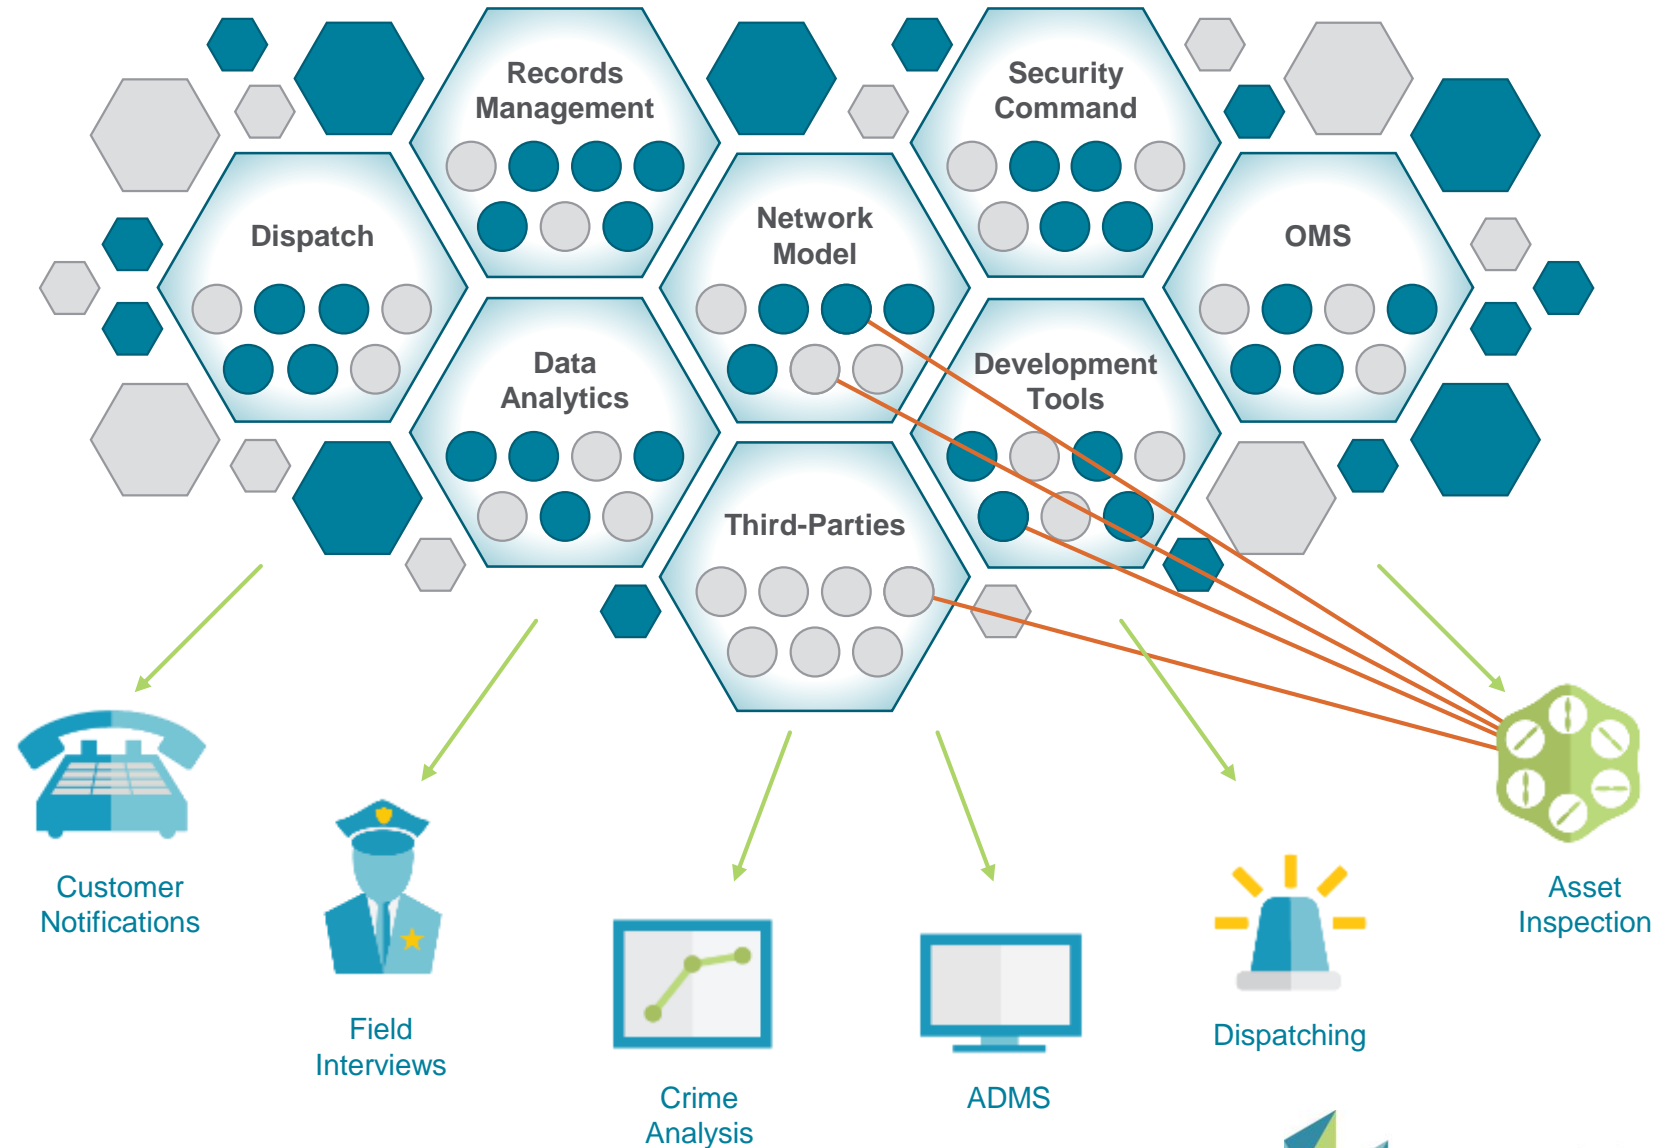 Records
Management
Security
Command
Dispatch
Network
Model
OMS
Data
Analytics
Development
Tools
Third-Parties
Customer
Notifications
Field
Interviews
Crime
Analysis
ADMS
Dispatching
Asset
Inspection